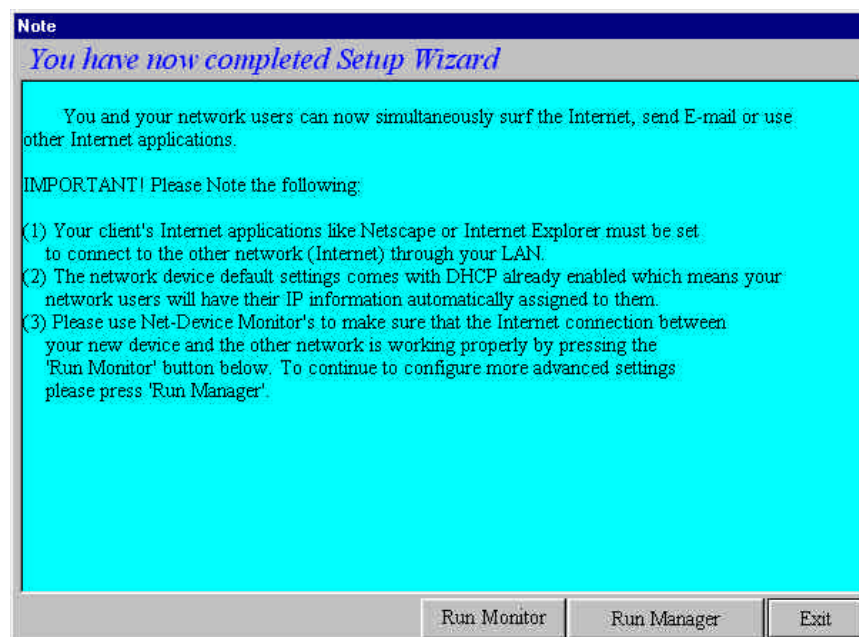 Note
You have now completed Setup Wizard
You and your network users can now simultaneously surf the Internet, send E-mail or use
other Internet applications.
IMPORTANT! Please Note the following:
(1) Your client's Internet applications like Netscape or Internet Explorer must be set
to connect to the other network (Internet) through your LAN.
(2) The network device default settings comes with DHCP already enabled which means your
network users will have their IP information automatically assigned to them.
(3) Please use Net-Device Monitor's to make sure that the Internet connection between
your new device and the other network is working properly by pressing the
'Run Monitor' button below. To continue to configure more advanced settings
please press 'Run Manager'.
Run Monitor Run Manager Exit